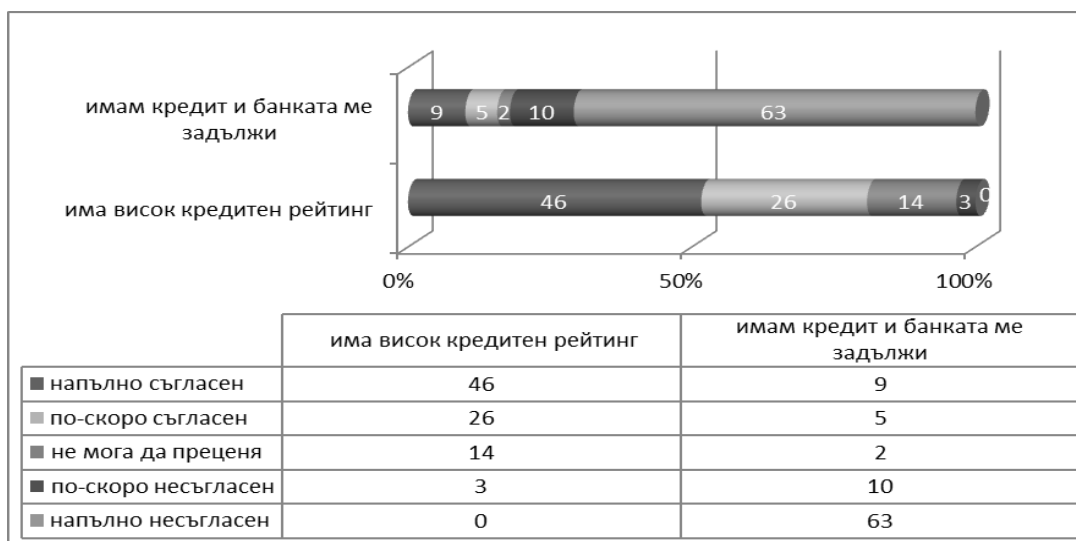 имам кредит и банката ме
задължи
9 5 2 10 63
има висок кредитен рейтинг
46 26 14 3 0
0% 50% 100%
има висок кредитен рейтинг имам кредит и банката ме
задължи
напълно съгласен 46 9
по-скоро съгласен 26 5
не мога да преценя 14 2
по-скоро несъгласен 3 10
напълно несъгласен 0 63